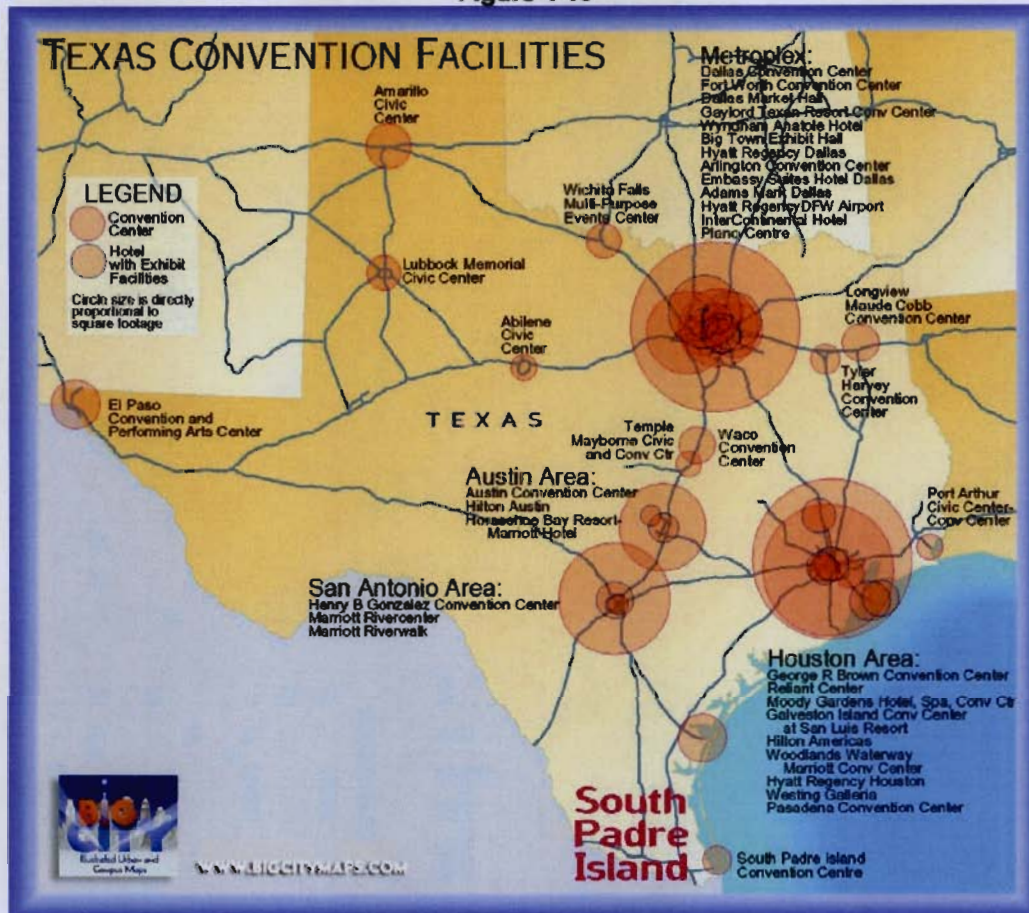 TEXAS CONVENTION FACILITIES
Metroplex:
Dallas Convention Center
Fort Worth Convention Center
Dallas Market Hall
Gaylord Texan Resort Conv Center
Wyndham Anatole Hotel
Big Town Exhibit Hall
Hyatt Regency Dallas
Arlington Convention Center
Embassy Suites Hotel Dallas
Adams Mark Dallas
Hyatt RegencyDFW Airport
InterContinental Hotel
Plano Centre
Amarillo
Civic
Center
LEGEND
Convention
Center
Hotel
with Exhibit
Facilities
Circle size is directly
proportional to
square footage
Wichita Falls
Multi-Purpose
Events Center
Lubbock Memorial
Civic Center
Longview
Maude Cobb
Convention Center
Abilene
Civic
Center
Tyler
Harvey
Convention
Center
El Paso
Convention and
Performing Arts Center
TEXAS
Temple
Mayborne Civic
and Conv Ctr
Waco
Convention
Center
Austin Area:
Austin Convention Center
Hilton Austin
Horseshoe Bay Resort-
Marriott Hotel
Port Arthur
Civic Center-
Conv Center
San Antonio Area:
Henry B Gonzalez Convention Center
Marriott Rivercenter
Marriott Riverwalk
Houston Area:
George R Brown Convention Center
Reliant Center
Moody Gardens Hotel, Spa, Conv Ctr
Galveston Island Conv Center
at San Luis Resort
Hilton Americas
Woodlands Waterway
Marriott Conv Center
Hyatt Regency Houston
Westing Galleria
Pasadena Convention Center
South
Padre
Island
South Padre Island
Convention Centre
BIG
CITY
Illustrated Urban and
Campus Maps
WWW.BIGCITYMAPS.COM